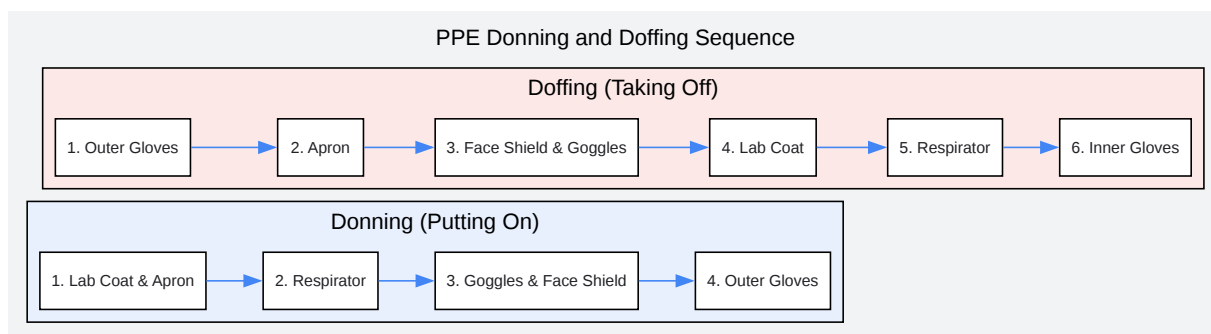 PPE Donning and Doffing Sequence
Doffing (Taking Off)
1. Outer Gloves
2. Apron
3. Face Shield & Goggles
4. Lab Coat
5. Respirator
6. Inner Gloves
Donning (Putting On)
1. Lab Coat & Apron
2. Respirator
3. Goggles & Face Shield
4. Outer Gloves